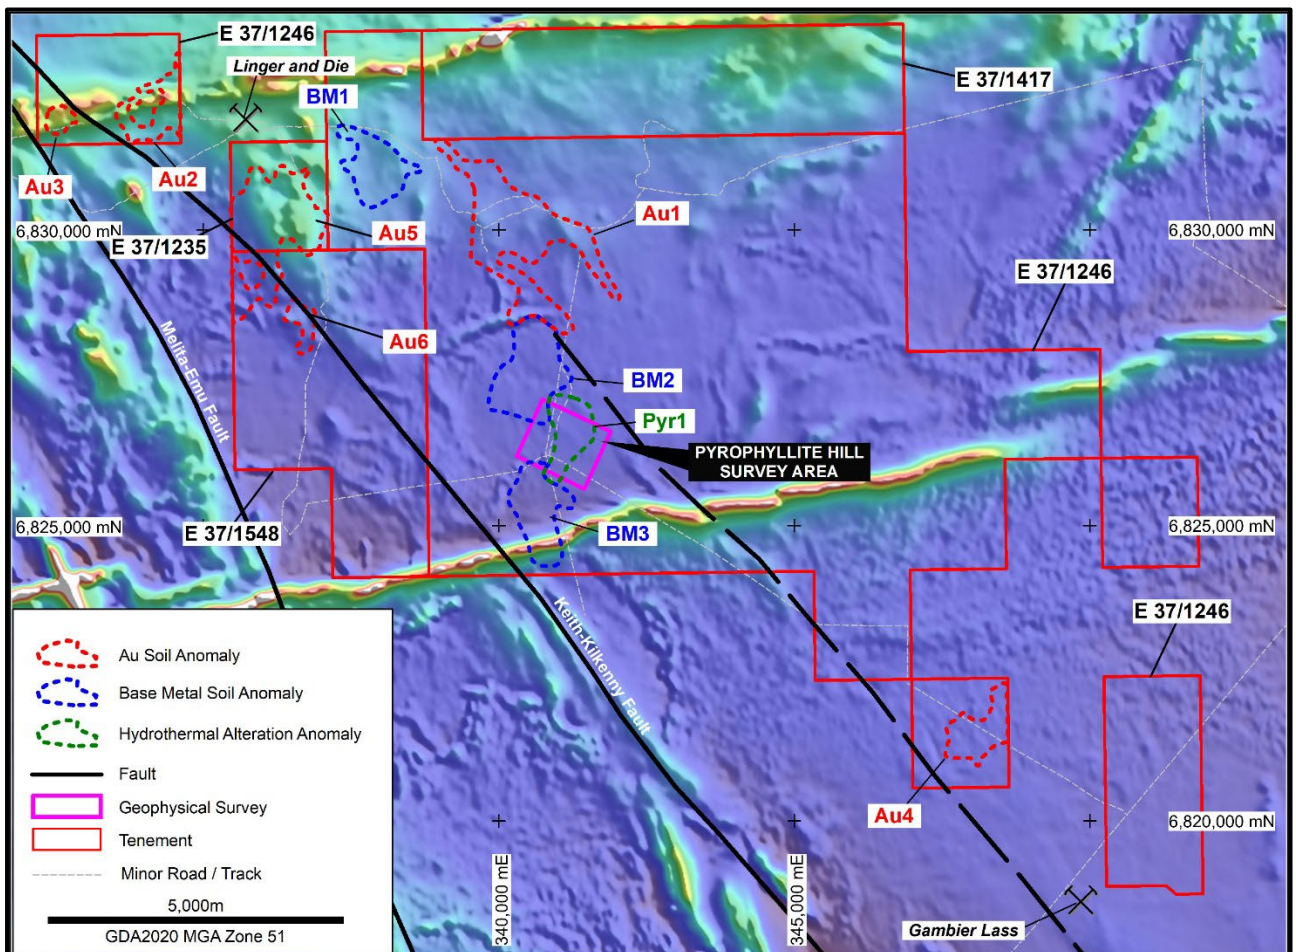 E 37/1246
Linger and Die
BM1
E 37/1417
Au3
Au2
Au1
6,830,000 mN
6,830,000 mN
E 37/1235
Au5
E 37/1246
Melita-Emu Fault
Au6
BM2
Pyr1
PYROPHYLLITE HILL
SURVEY AREA
6,825,000 mN
6,825,000 mN
E 37/1548
BM3
Keith-Kilkenny Fault
E 37/1246
Au4
6,820,000 mN
340,000 mE
345,000 mE
Gambier Lass
Au Soil Anomaly
Base Metal Soil Anomaly
Hydrothermal Alteration Anomaly
Fault
Geophysical Survey
Tenement
Minor Road / Track
5,000m
GDA2020 MGA Zone 51